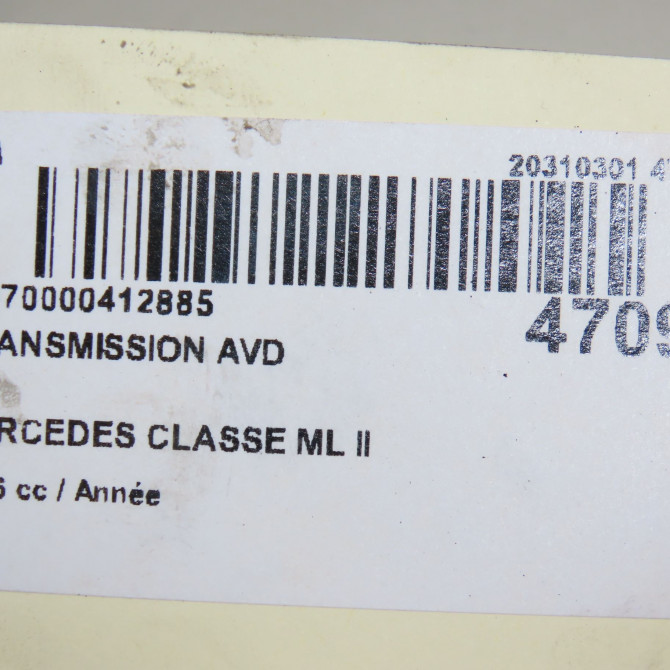 20310301 4
70000412885
4709
ANSMISSION AVD
RCEDES CLASSE ML II
cc / Année